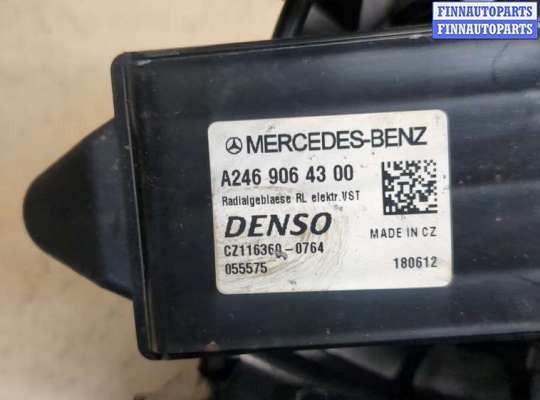 FINNAUTOPARTS
FINNAUTOPARTS
MERCEDES-BENZ
A246 906 43 00
Radialgeblaese RL elektr.VST
DENSO
MADE IN CZ
CZ116360-0764
055575
180612